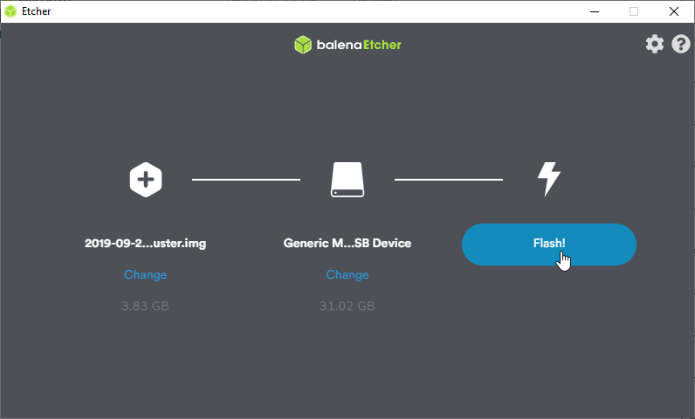 Etcher
balenaEtcher
2019-09-2...uster.img
Generic M...SB Device
Flash!
Change
Change
3.83 GB
31.02 GB